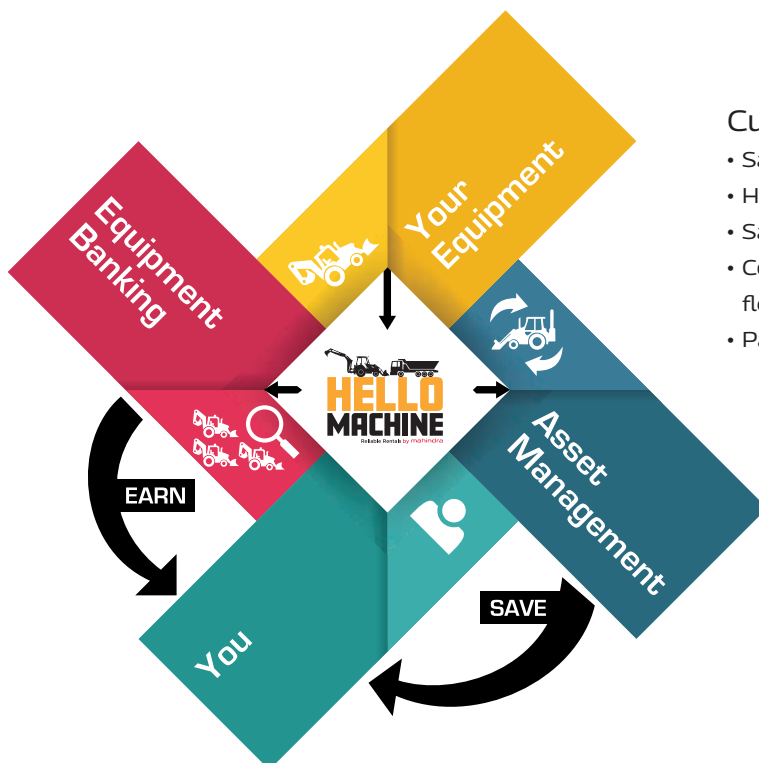 Your
Equipment
Equipment
Banking
HELLO
MACHINE
Reliable Rentals by mahindra
Asset
Management
EARN
SAVE
You